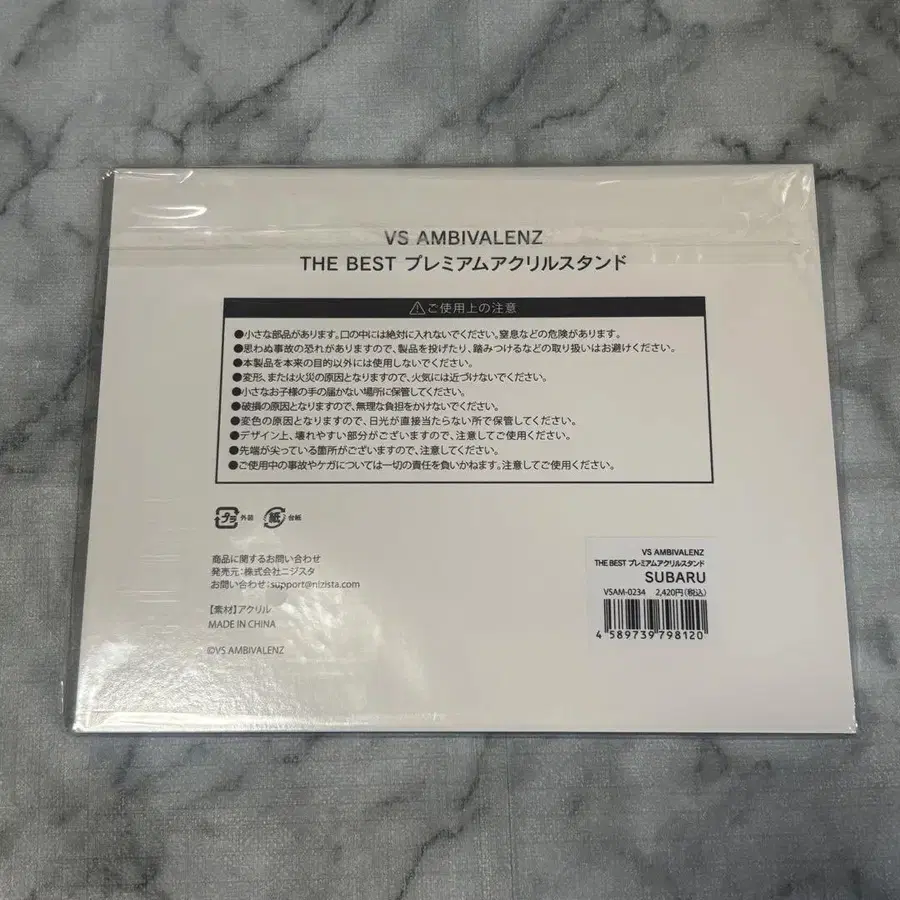 VS AMBIVALENZ
THE BEST プレミアムアクリルスタンド
ご使用上の注意
●小さな部品があります。口の中には絶対に入れないでください。窒息などの危険があります。
●思わぬ事故の恐れがありますので、製品を投げたり、踏みつけるなどの取り扱いはお避けください。
●本製品を本来の目的以外には使用しないでください。
●変形、または火災の原因となりますので、火気には近づけないでください。
●小さなお子様の手の届かない場所に保管してください。
●破損の原因となりますので、無理な負担をかけないでください。
●変色の原因となりますので、日光が直接当たらない所で保管してください。
●デザイン上、壊れやすい部分がございますので、注意してご使用ください。
●先端が尖っている箇所がございますので、注意してください。
●ご使用中の事故やケガについては一切の責任を負いかねます。注意してご使用ください。
プラ 外装 紙 台紙
商品に関するお問い合わせ
発売元:株式会社ニジスタ
お問い合わせ:support@nizista.com
【素材】アクリル
MADE IN CHINA
©VS AMBIVALENZ
VS AMBIVALENZ
THE BEST プレミアムアクリルスタンド
SUBARU
VSAM-0234 2,420円(税込)
4 589739 798120